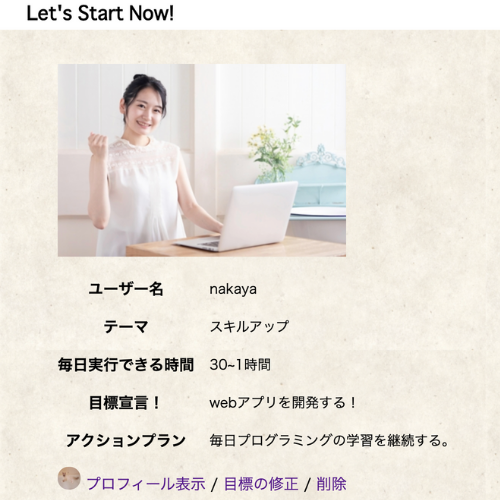 Let's Start Now!
ユーザー名 nakaya
テーマ スキルアップ
毎日実行できる時間 30~1時間
目標宣言！ webアプリを開発する！
アクションプラン 毎日プログラミングの学習を継続する。
プロフィール表示 / 目標の修正 / 削除